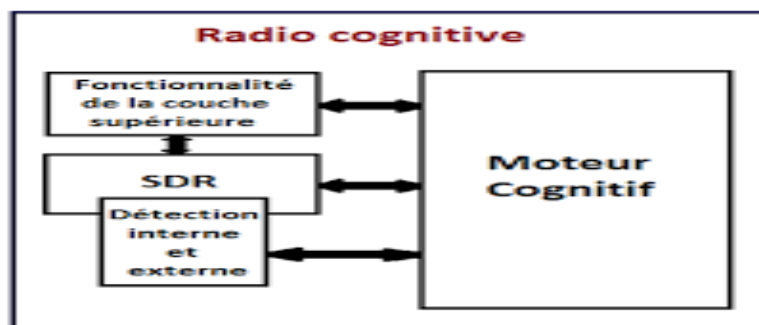 Radio cognitive
Fonctionnalité
de la couche
supérieure
SDR
Détection
interne
et
externe
Moteur
Cognitif